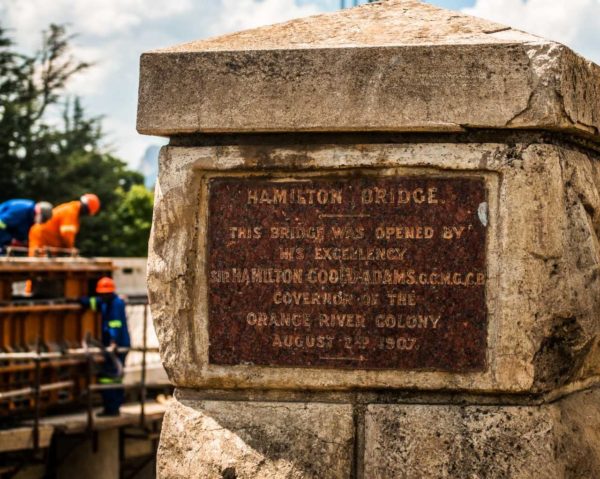 HAMILTON BRIDGE.
THIS BRIDGE WAS OPENED BY
HIS EXCELLENCY
SIR HAMILTON GOOLD-ADAMS. G.C.M.G., C.B.
GOVERNOR OF THE
ORANGE RIVER COLONY
AUGUST 2ND 1907.